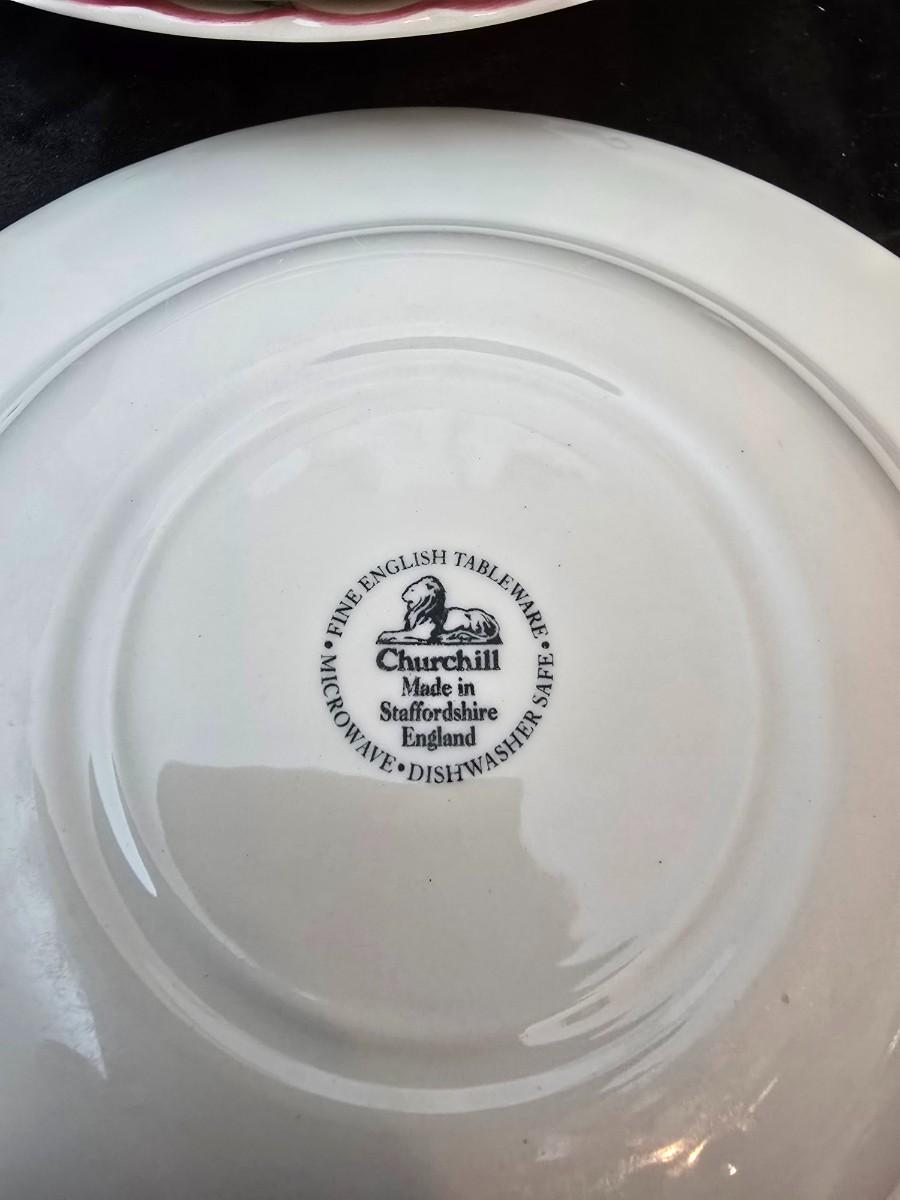 • FINE ENGLISH TABLEWARE •
Churchill
Made in
Staffordshire
England
MICROWAVE • DISHWASHER SAFE